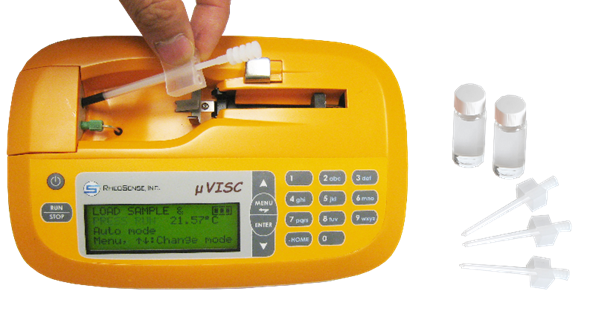 RHEOSENSE, INC.
μVISC
LOAD SAMPLE &
21.57°C
Auto mode
Menu, ↑↓:Change mode
RUN
STOP
MENU
ENTER
1
2 abc
3 def
4 ghi
5 jkl
6 mno
7 pqrs
8 tuv
9 wxyz
-./HOME
0